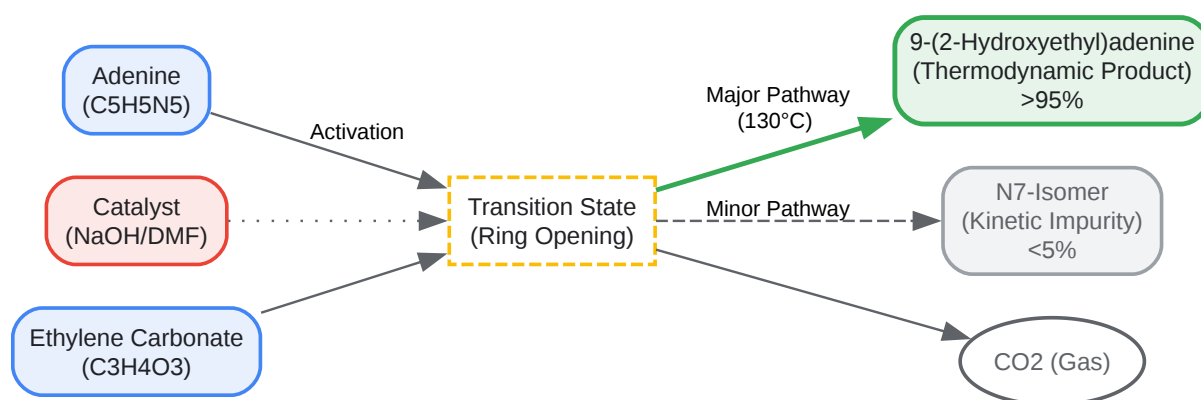 Adenine
(C5H5N5)
Activation
Catalyst
(NaOH/DMF)
Ethylene Carbonate
(C3H4O3)
Transition State
(Ring Opening)
Major Pathway
(130°C)
Minor Pathway
9-(2-Hydroxyethyl)adenine
(Thermodynamic Product)
>95%
N7-Isomer
(Kinetic Impurity)
<5%
CO2 (Gas)